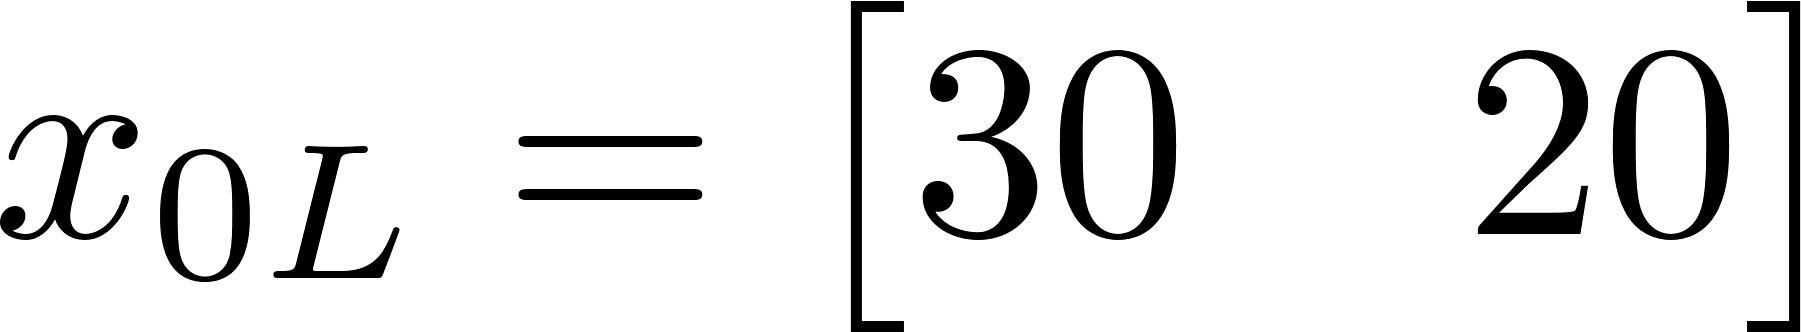 x_{0L} = [30 20]